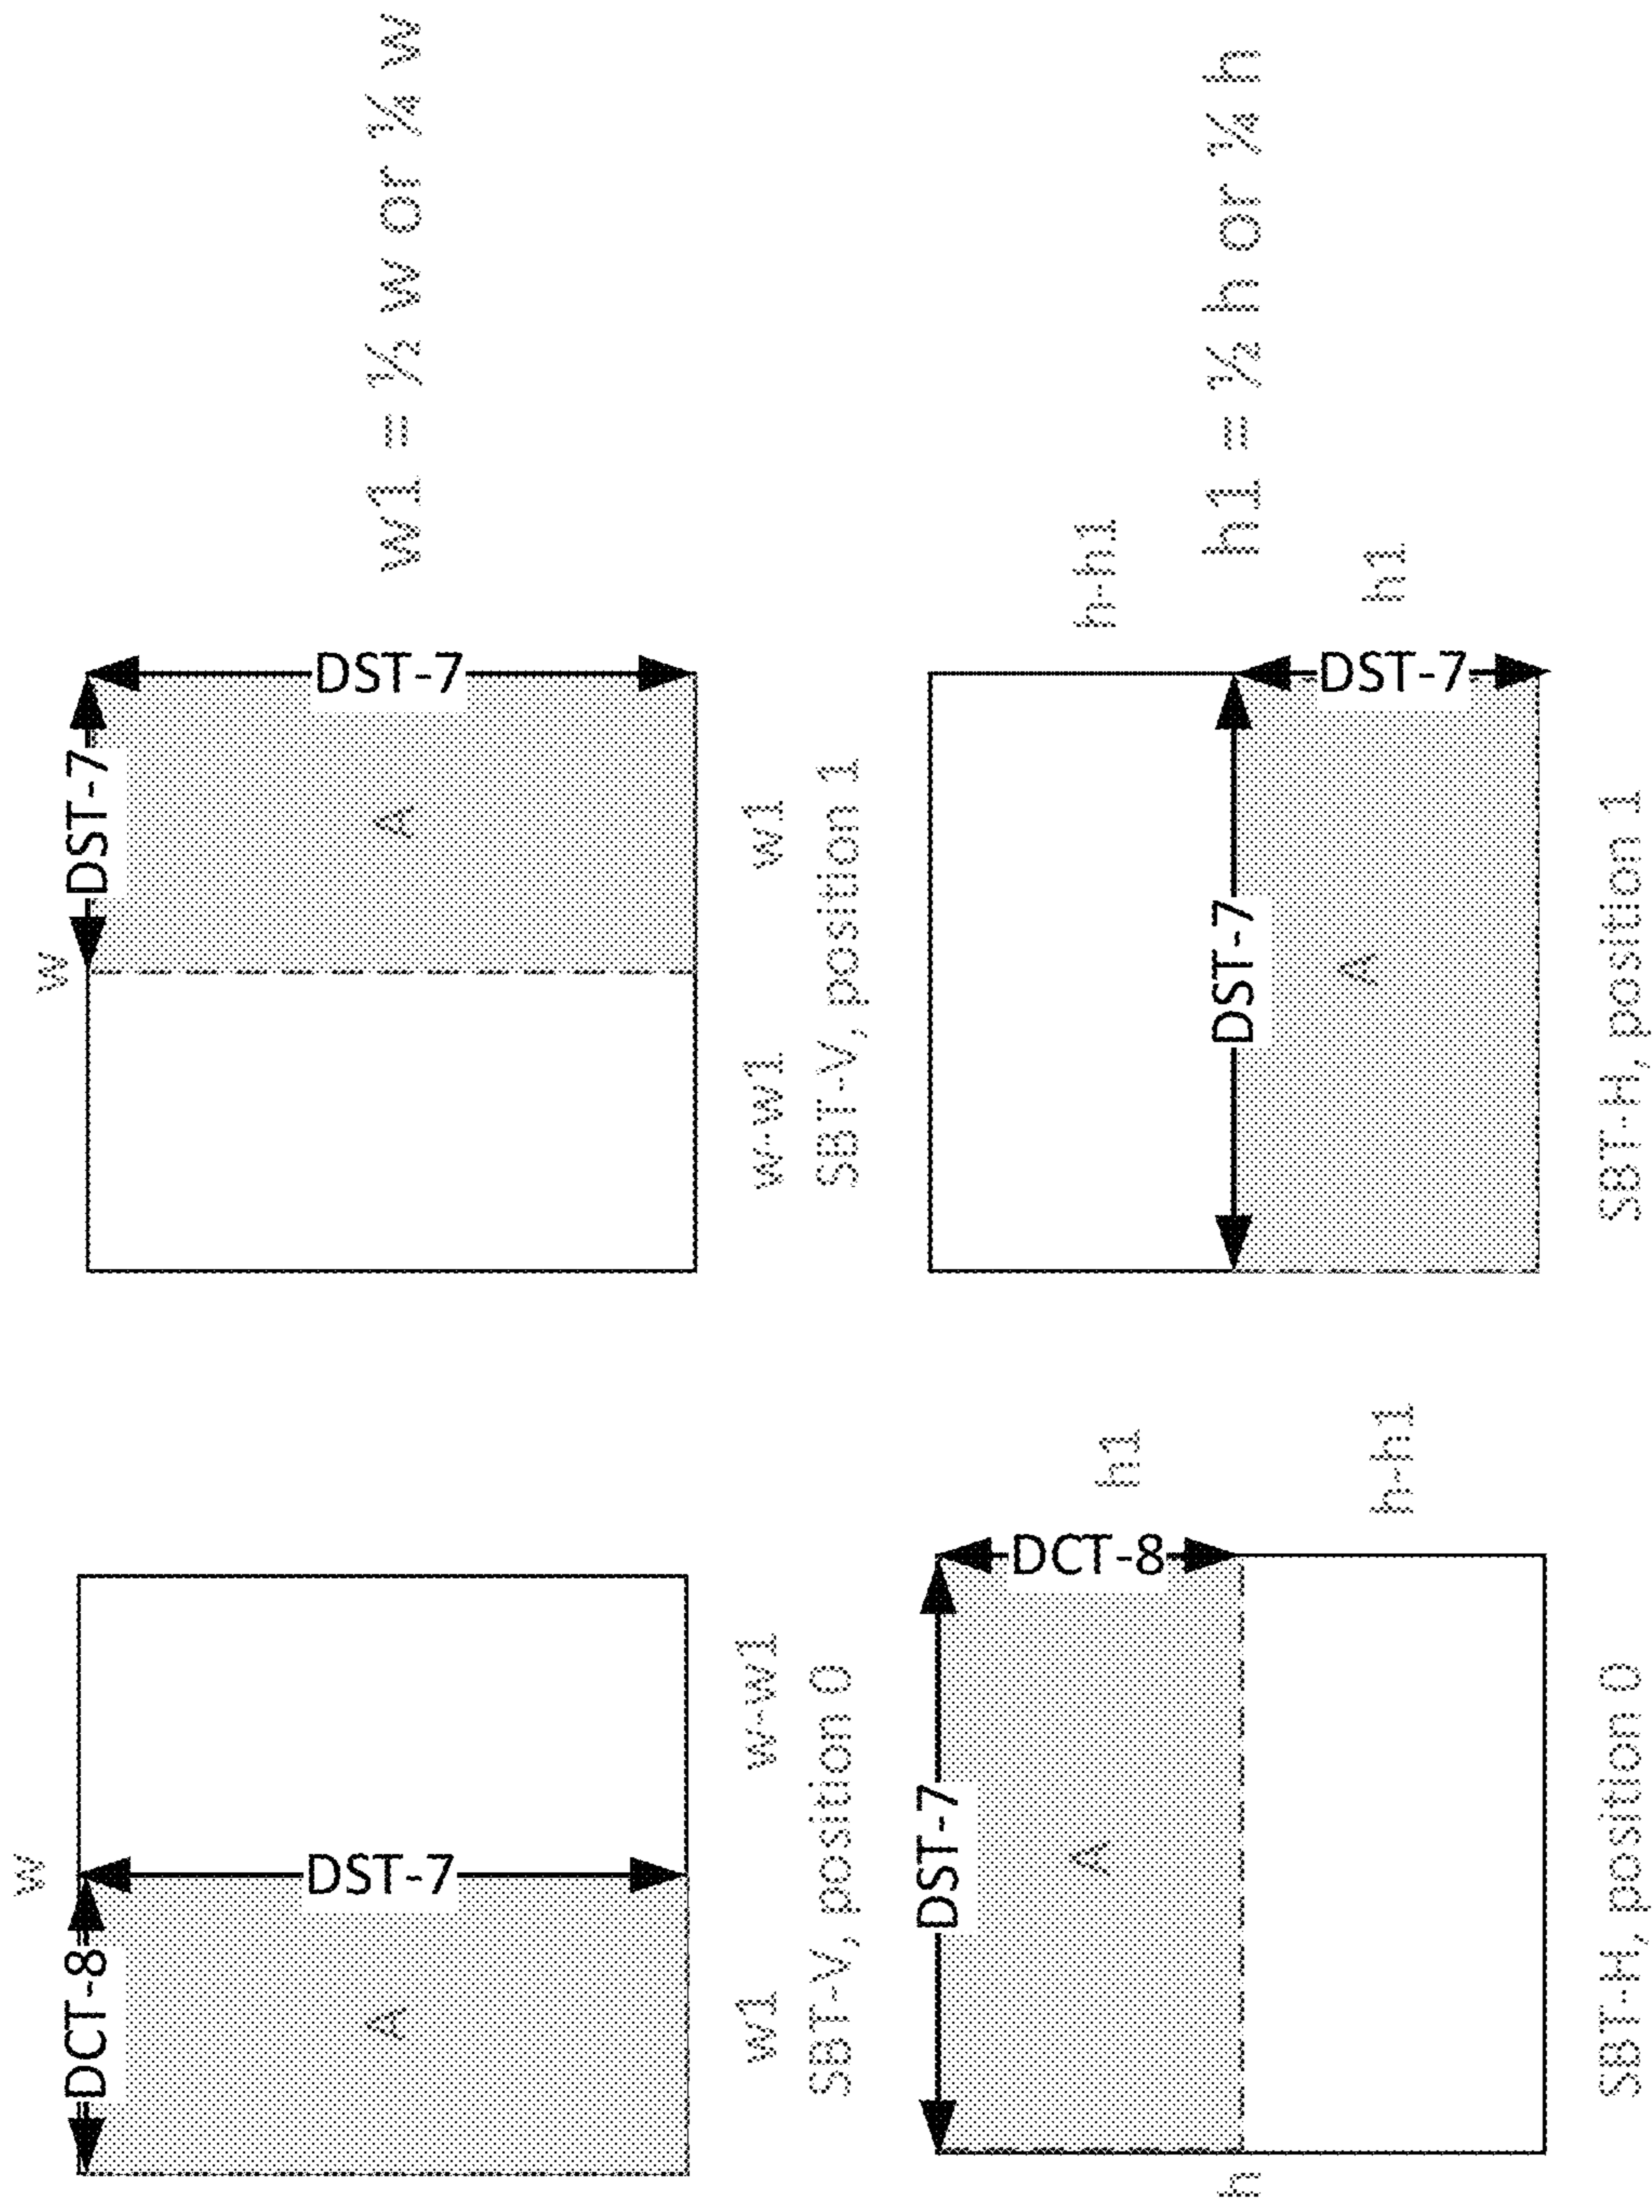 w
DCT-8
DST-7
A
w1
w-w1
SBT-V, position 0
w
DST-7
DST-7
A
w-w1
w1
SBT-V, position 1
w1 = ½ w or ¼ w
h
DST-7
DCT-8
A
h1
h-h1
SBT-H, position 0
DST-7
DST-7
A
h-h1
h1
SBT-H, position 1
h1 = ½ h or ¼ h